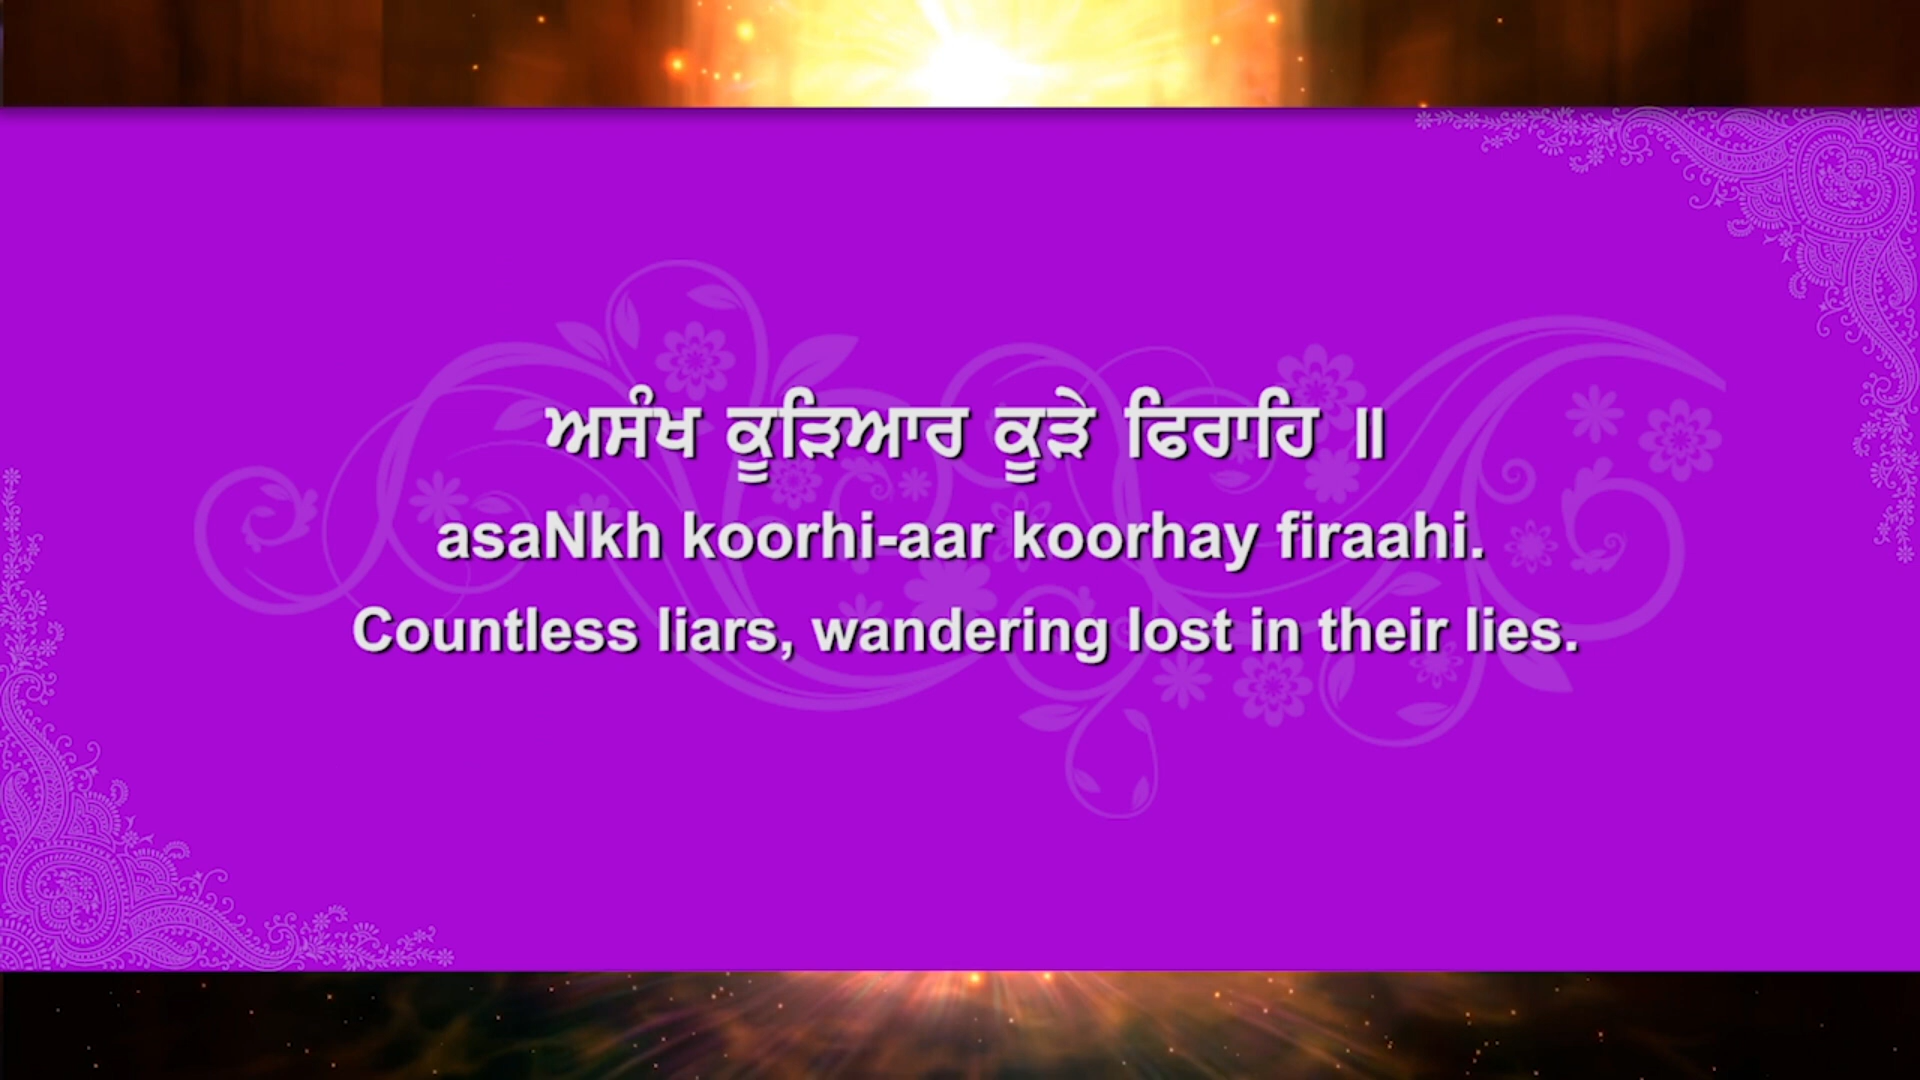 ਅਸੰਖ ਕੂੜਿਆਰ ਕੂੜੇ ਫਿਰਾਹਿ ॥
asaNkh koorhi-aar koorhay firaahi.
Countless liars, wandering lost in their lies.